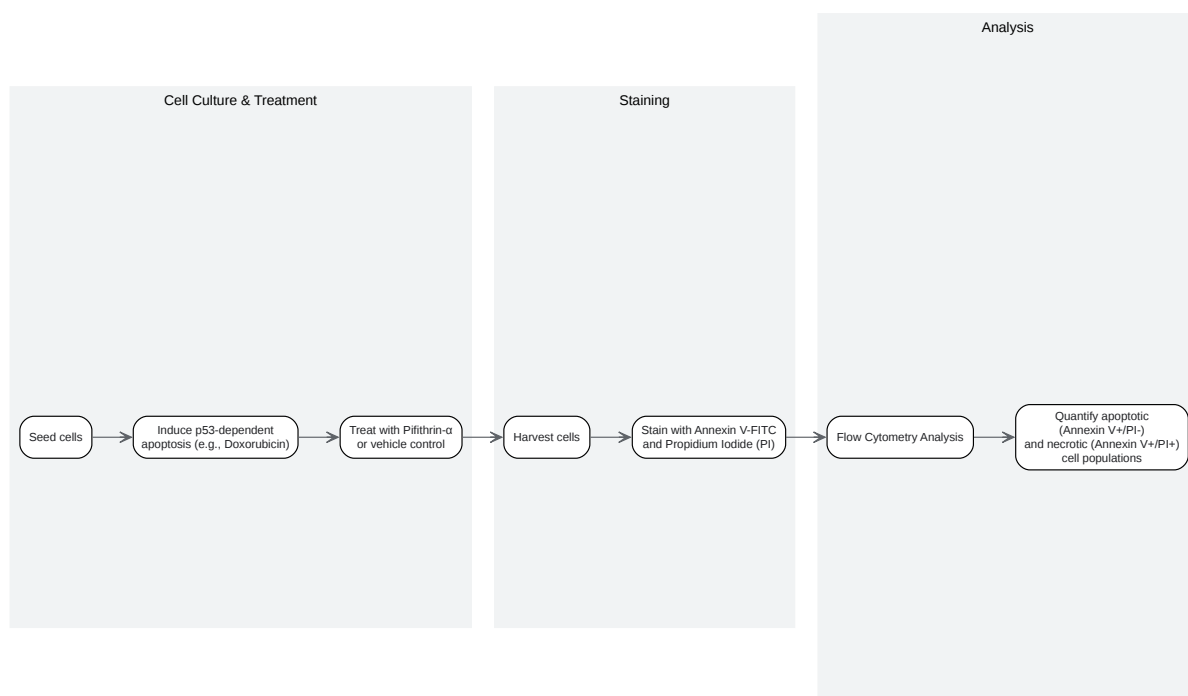 Analysis
Cell Culture & Treatment
Staining
Seed cells
Induce p53-dependent
apoptosis (e.g., Doxorubicin)
Treat with Pifithrin-α
or vehicle control
Harvest cells
Stain with Annexin V-FITC
and Propidium Iodide (PI)
Flow Cytometry Analysis
Quantify apoptotic
(Annexin V+/PI-)
and necrotic (Annexin V+/PI+)
cell populations